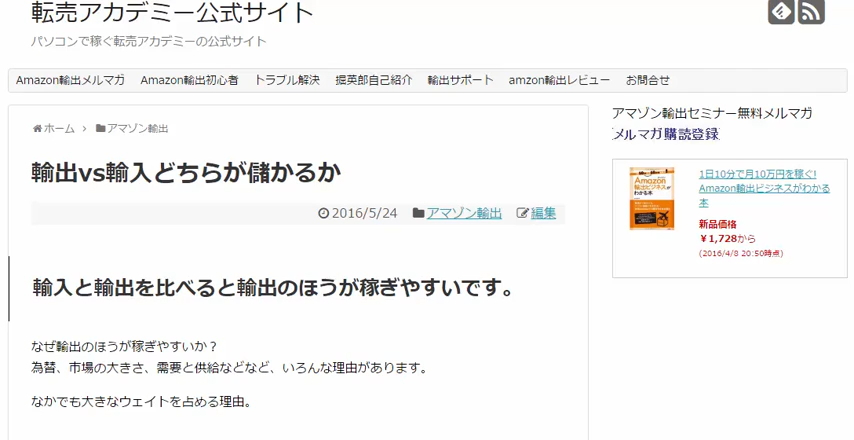 転売アカデミー公式サイト
パソコンで稼ぐ転売アカデミーの公式サイト
Amazon輸出メルマガ Amazon輸出初心者 トラブル解決 掘英郎自己紹介 輸出サポート amzon輸出レビュー お問合せ
ホーム > アマゾン輸出
輸出vs輸入どちらが儲かるか
2016/5/24 アマゾン輸出 編集
輸入と輸出を比べると輸出のほうが稼ぎやすいです。
なぜ輸出のほうが稼ぎやすいか?
為替、市場の大きさ、需要と供給などなど、いろんな理由があります。
なかでも大きなウェイトを占める理由。
アマゾン輸出セミナー無料メルマガ
メルマガ購読登録
Amazon
輸出ビジネスが
わかる本
1日10分で月10万円を稼ぐ!
Amazon輸出ビジネスがわかる
本
新品価格
¥1,728から
(2016/4/8 20:50時点)